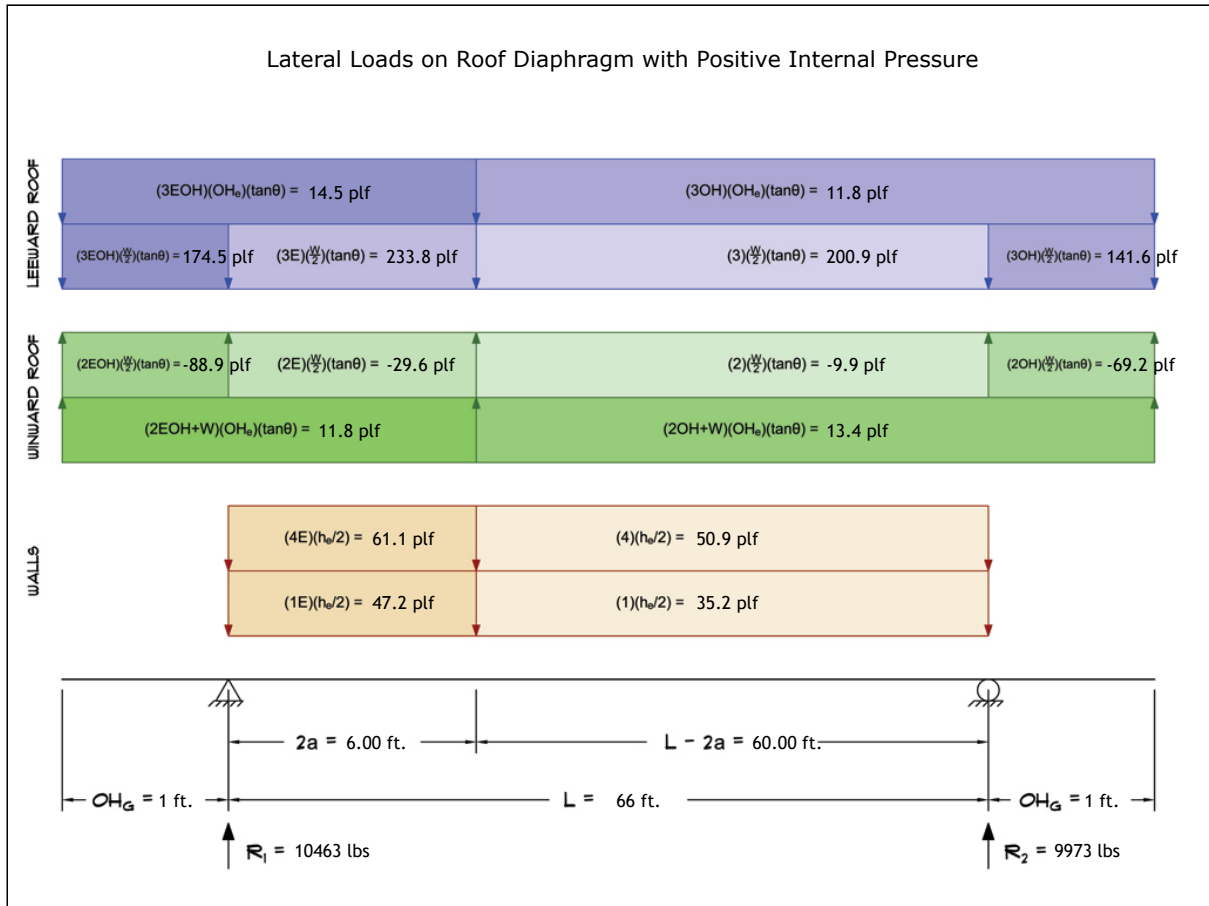 Lateral Loads on Roof Diaphragm with Positive Internal Pressure
LEEWARD ROOF
(3EOH)(OHₑ)(tanθ) = 14.5 plf
(3OH)(OHₑ)(tanθ) = 11.8 plf
(3EOH)(W/2)(tanθ) = 174.5 plf
(3E)(W/2)(tanθ) = 233.8 plf
(3)(W/2)(tanθ) = 200.9 plf
(3OH)(W/2)(tanθ) = 141.6 plf
WINWARD ROOF
(2EOH)(W/2)(tanθ) = -88.9 plf
(2E)(W/2)(tanθ) = -29.6 plf
(2)(W/2)(tanθ) = -9.9 plf
(2OH)(W/2)(tanθ) = -69.2 plf
(2EOH+W)(OHₑ)(tanθ) = 11.8 plf
(2OH+W)(OHₑ)(tanθ) = 13.4 plf
WALLS
(4E)(hₑ/2) = 61.1 plf
(4)(hₑ/2) = 50.9 plf
(1E)(hₑ/2) = 47.2 plf
(1)(hₑ/2) = 35.2 plf
2a = 6.00 ft.
L - 2a = 60.00 ft.
OHG = 1 ft.
L = 66 ft.
OHG = 1 ft.
R₁ = 10463 lbs
R₂ = 9973 lbs